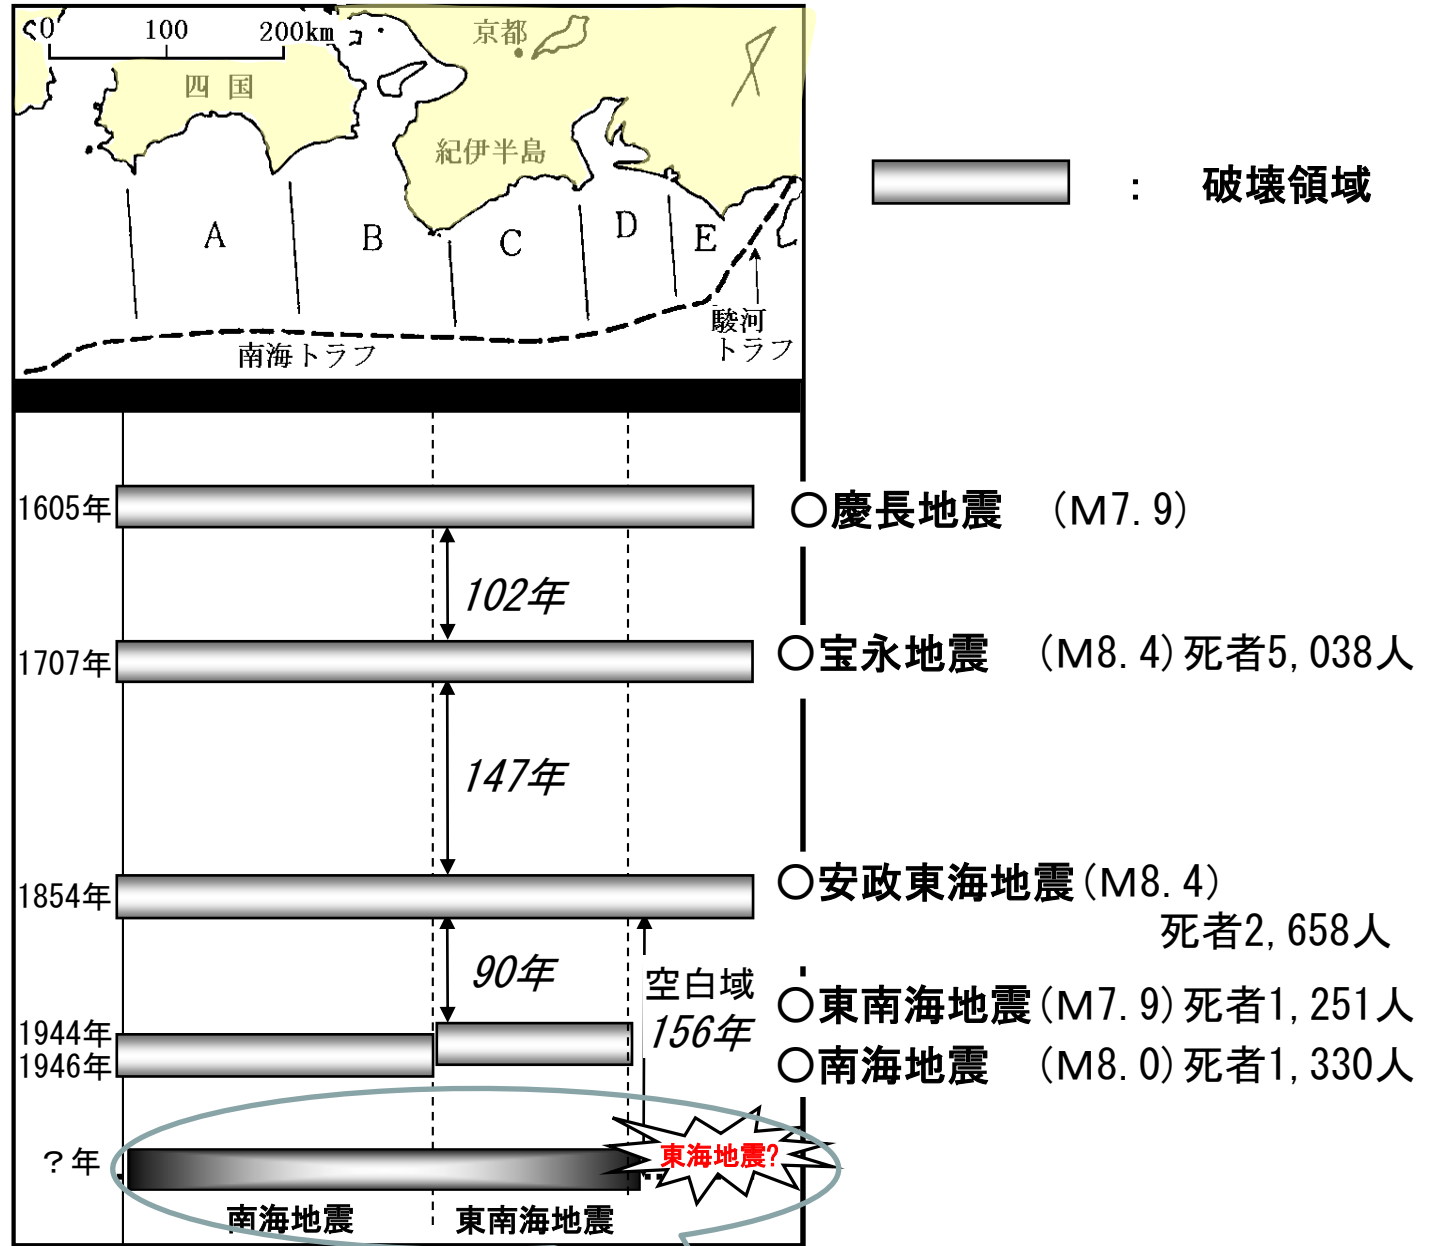 0 100 200km
京都
四国
紀伊半島
A B C D E
駿河
トラフ
南海トラフ
： 破壊領域
1605年
○慶長地震 (M7.9)
102年
1707年
○宝永地震 (M8.4)死者5,038人
147年
1854年
○安政東海地震(M8.4)
死者2,658人
90年
空白域
156年
1944年
○東南海地震(M7.9)死者1,251人
1946年
○南海地震 (M8.0)死者1,330人
？年
東海地震?
南海地震 東南海地震